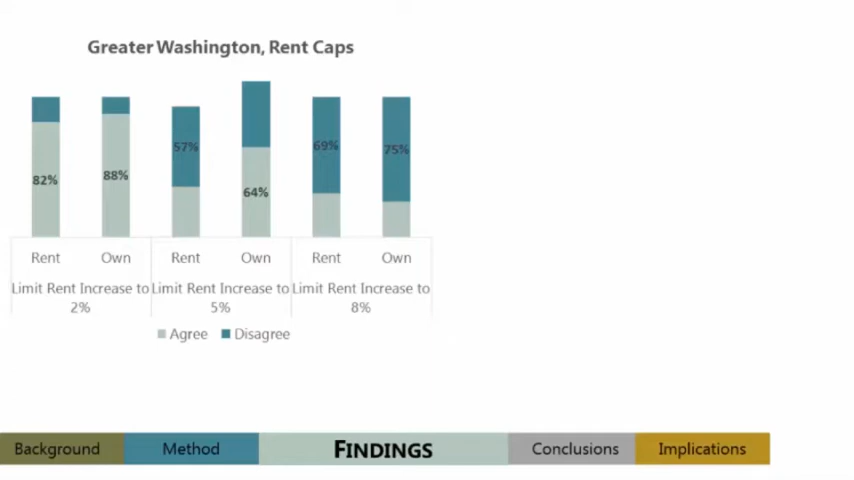 Greater Washington, Rent Caps
57%
69%
75%
82%
88%
64%
Rent Own Rent Own Rent Own
Limit Rent Increase to 2%
Limit Rent Increase to 5%
Limit Rent Increase to 8%
Agree Disagree
Background Method FINDINGS Conclusions Implications